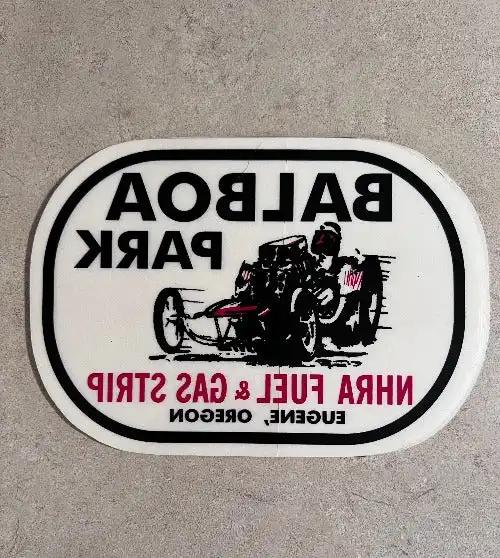 BALBOA
PARK
NHRA FUEL & GAS STRIP
EUGENE, OREGON